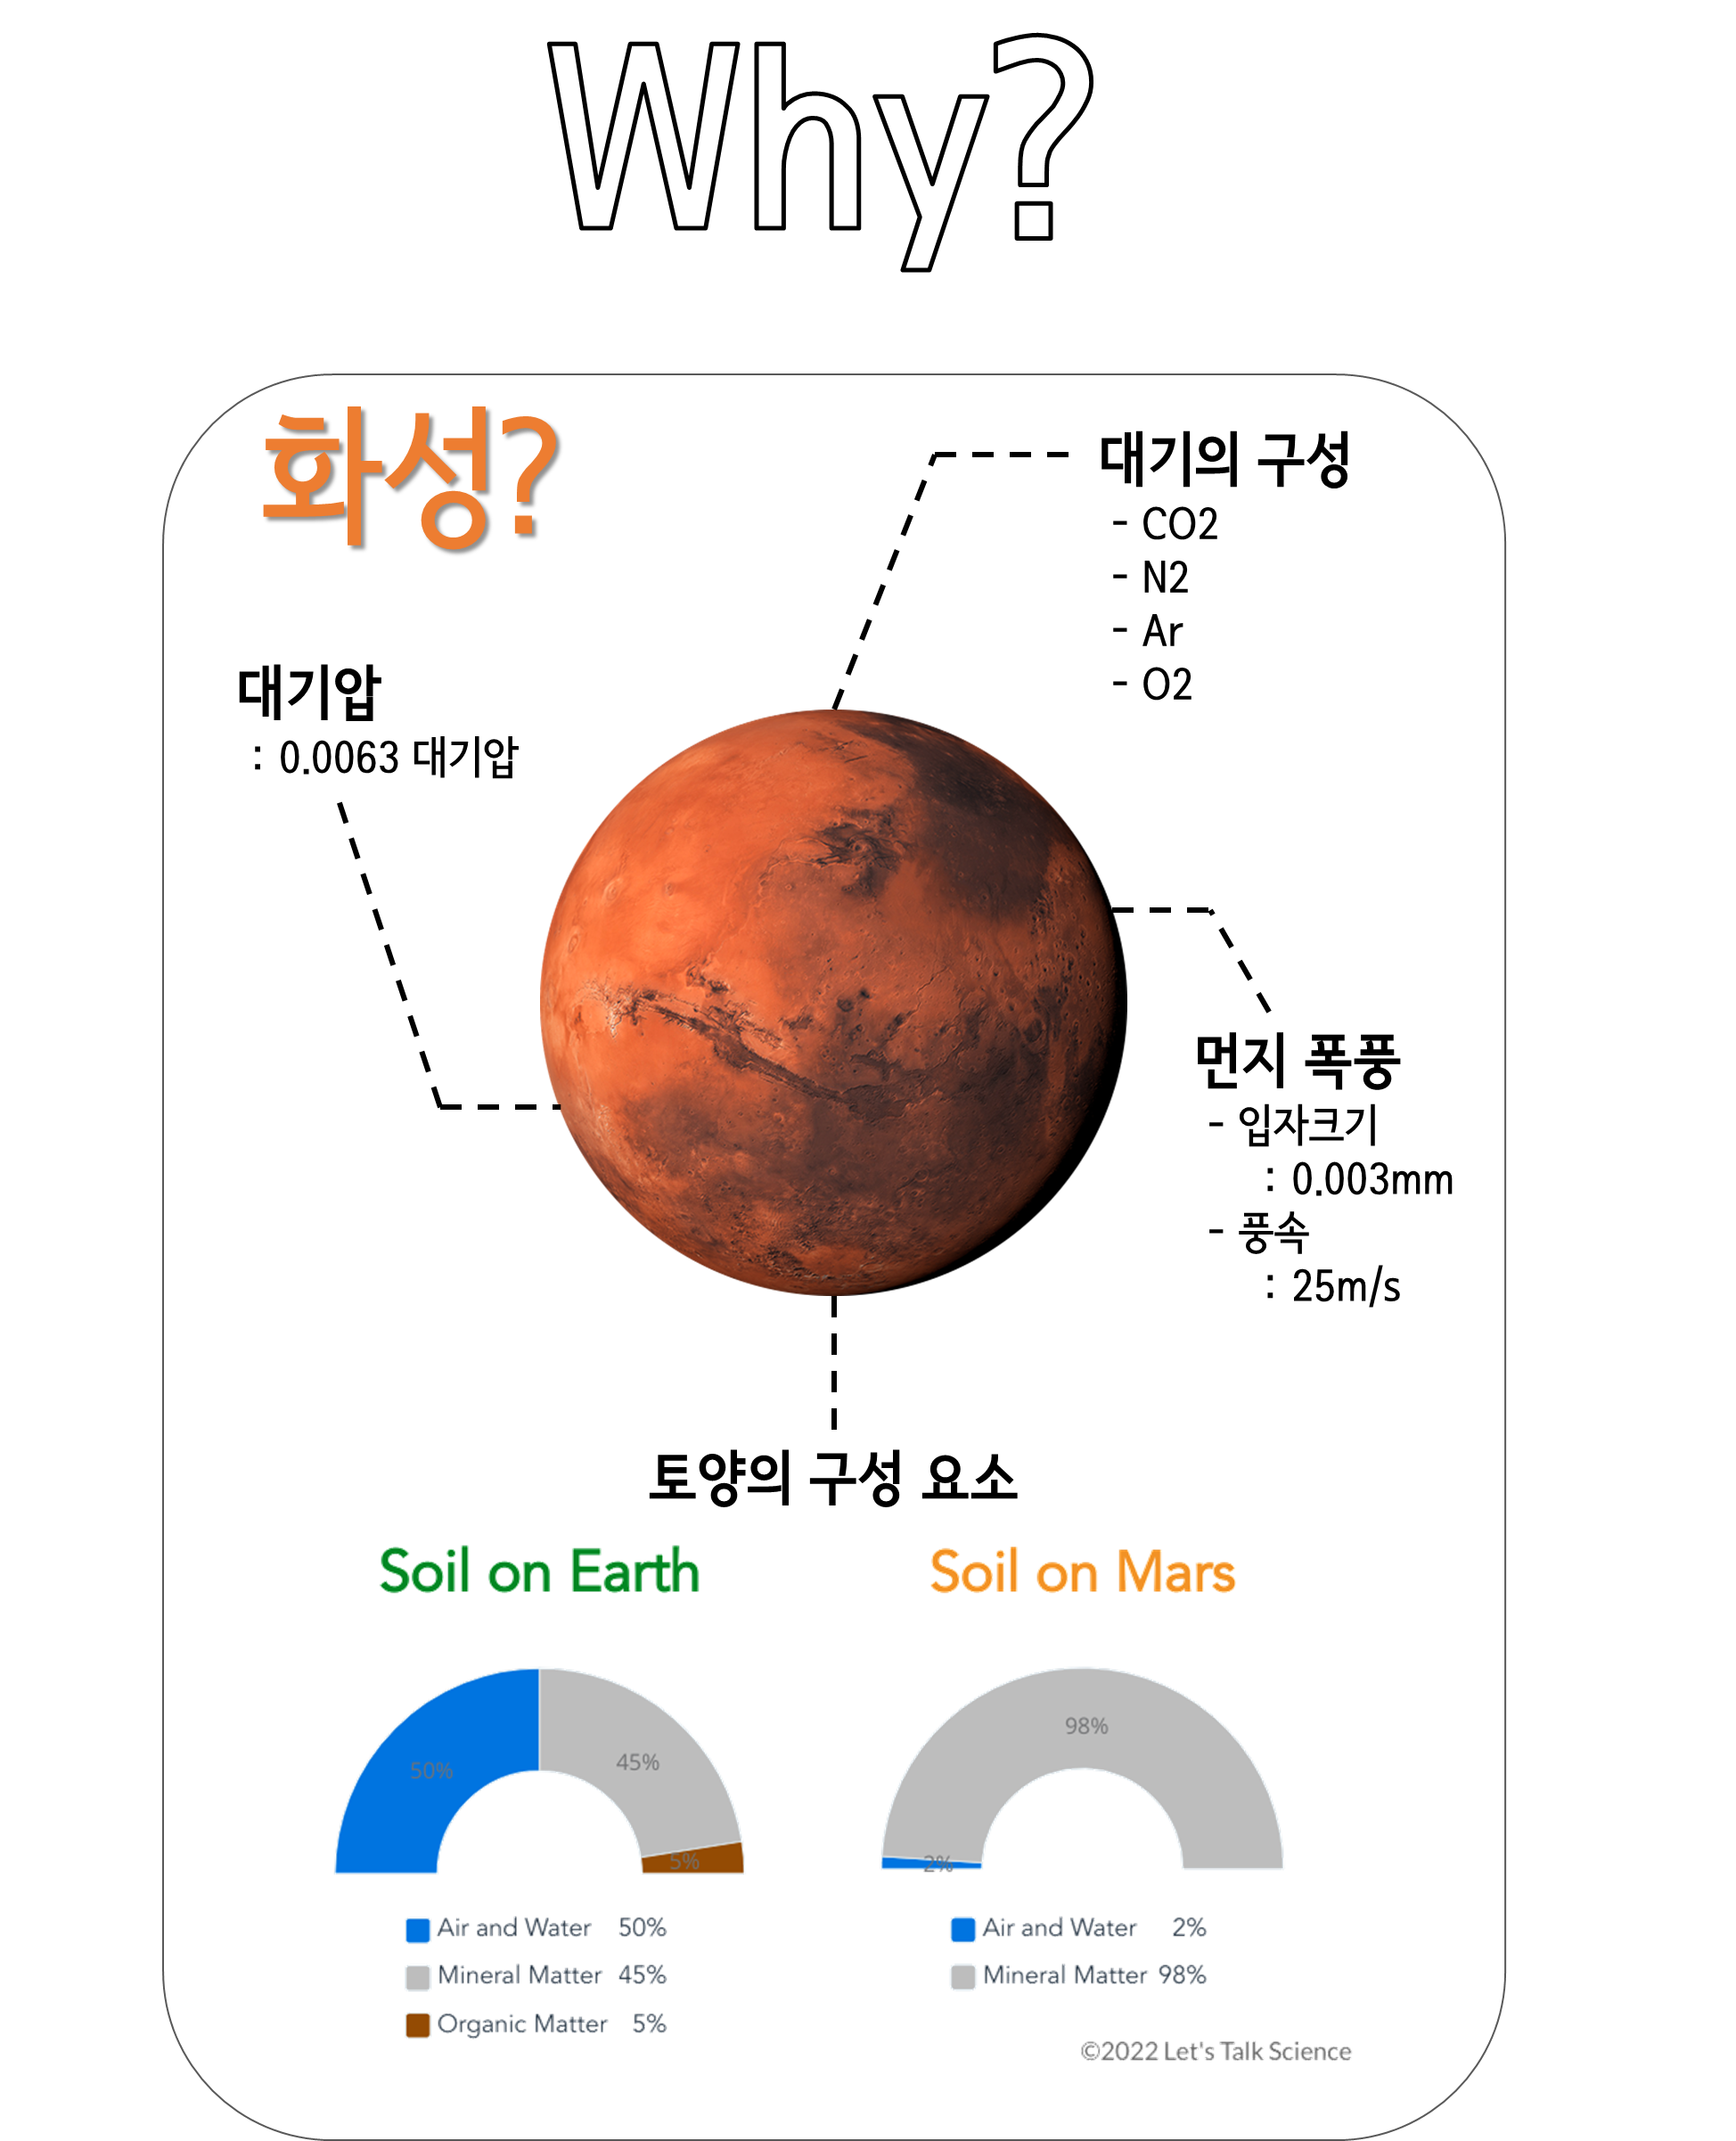 Why?
화성?
대기의 구성
- CO2
- N2
- Ar
- O2
대기압
: 0.0063 대기압
먼지 폭풍
- 입자크기
: 0.003mm
- 풍속
: 25m/s
토양의 구성 요소
Soil on Earth
50%
45%
5%
Air and Water 50%
Mineral Matter 45%
Organic Matter 5%
Soil on Mars
98%
2%
Air and Water 2%
Mineral Matter 98%
©2022 Let's Talk Science